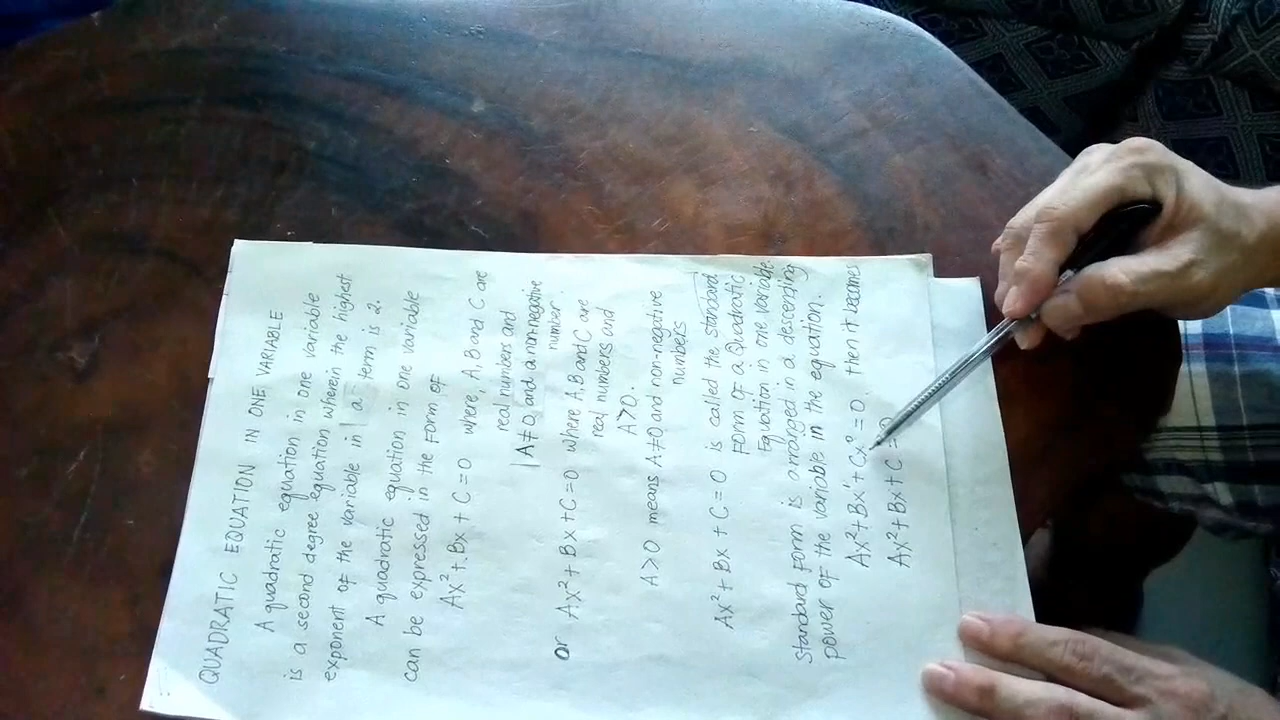 QUADRATIC EQUATION IN ONE VARIABLE
A quadratic equation in one variable
is a second degree equation wherein the highest
exponent of the variable in a term is 2.
A quadratic equation in one variable
can be expressed in the form of
Ax² + Bx + C = 0 where, A, B and C are
real numbers and
A ≠ 0, and a non-negative
number.
or Ax² + Bx + C = 0 where A, B and C are
real numbers and
A > 0.
A > 0 means A ≠ 0 and non-negative
numbers
Ax² + Bx + C = 0 is called the standard
form of a Quadratic
Equation in one variable.
Standard form is arranged in a descending
power of the variable in the equation.
Ax² + Bx¹ + Cx⁰ = 0, then it becomes
Ax² + Bx + C = 0